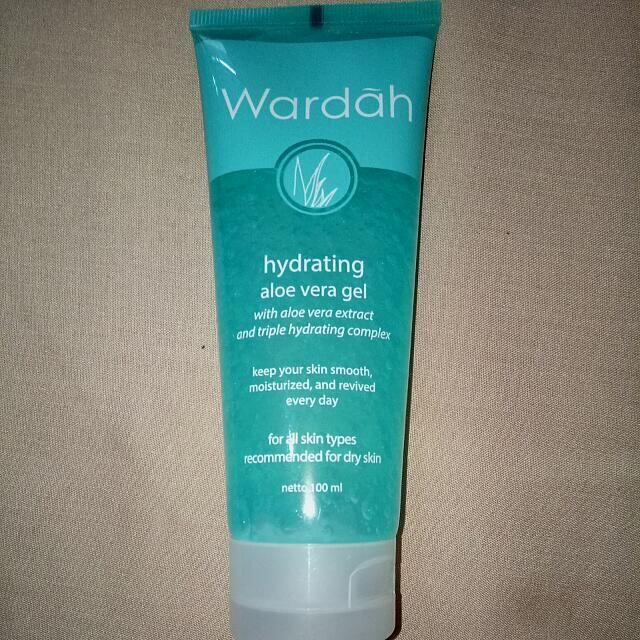 Wardāh
hydrating
aloe vera gel
with aloe vera extract
and triple hydrating complex
keep your skin smooth,
moisturized, and revived
every day
for all skin types
recommended for dry skin
netto 100 ml